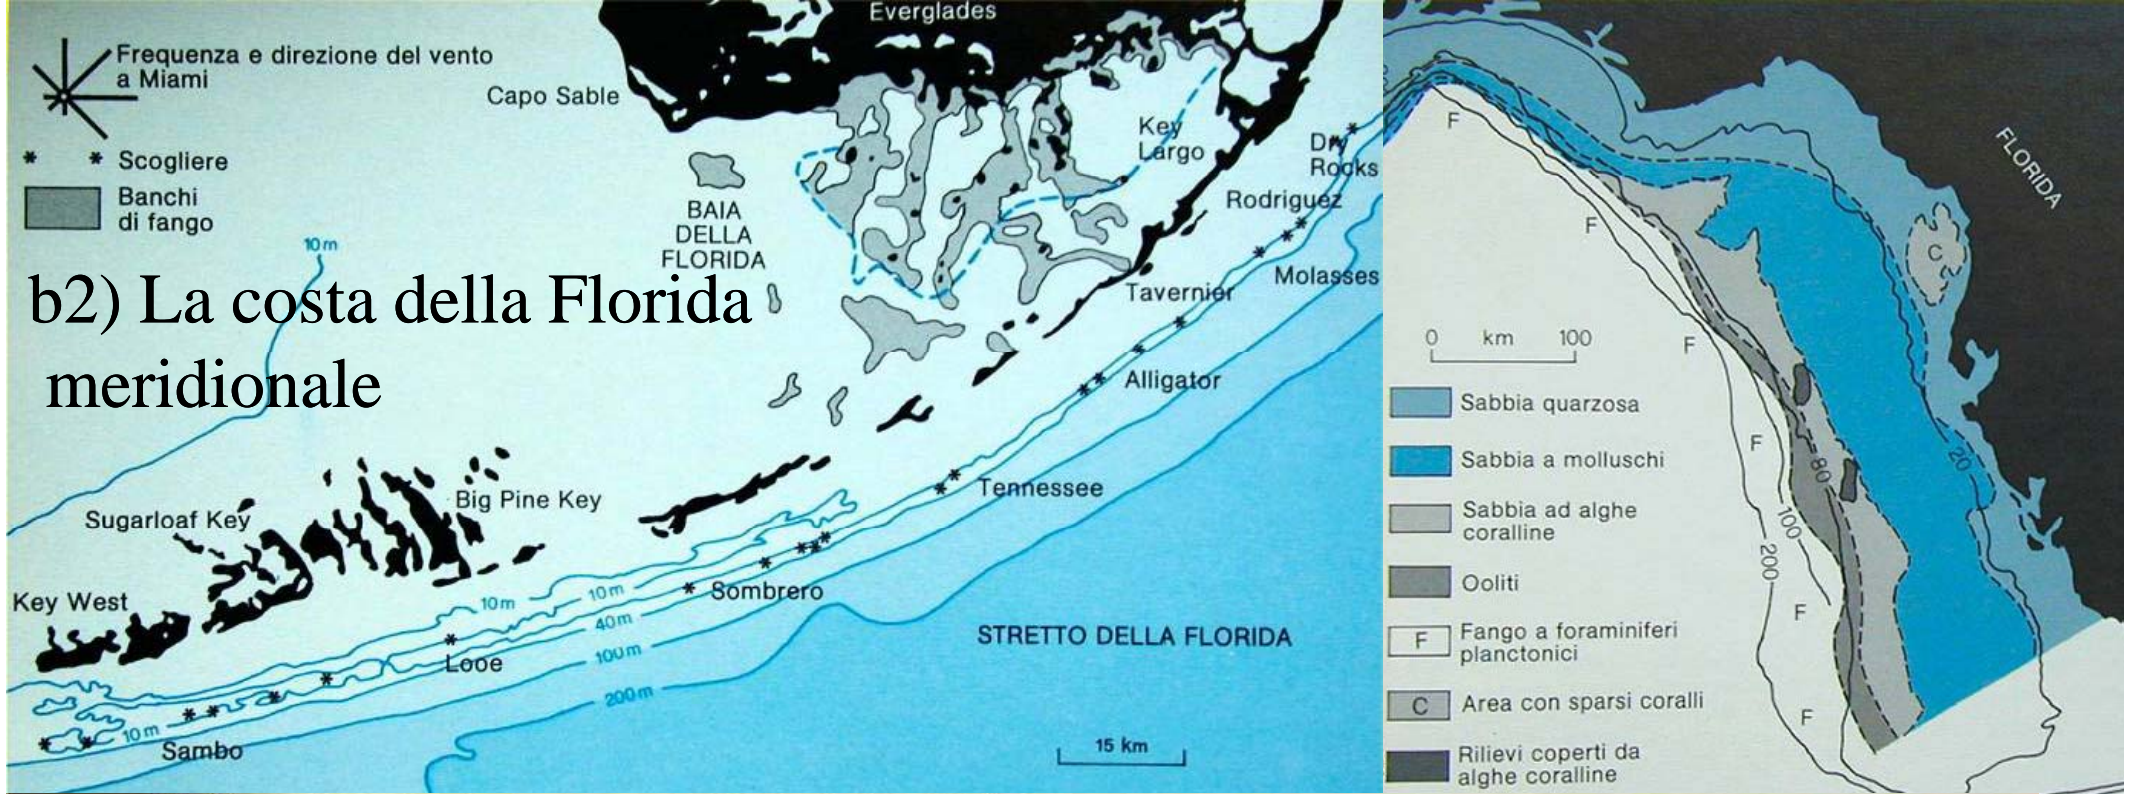 Everglades
Frequenza e direzione del vento
a Miami
Capo Sable
Scogliere
Banchi
di fango
Key
Largo
Dry
Rocks
Rodriguez
BAIA
DELLA
FLORIDA
10m
b2) La costa della Florida
meridionale
Molasses
Tavernier
Alligator
Tennessee
Big Pine Key
Sugarloaf Key
Key West
Sombrero
10m
10m
40m
100m
200m
Looe
10m
Sambo
STRETTO DELLA FLORIDA
15 km
FLORIDA
F
F
C
0 km 100
F
F
80
20
100
200
F
F
Sabbia quarzosa
Sabbia a molluschi
Sabbia ad alghe
coralline
Ooliti
F
Fango a foraminiferi
planctonici
C
Area con sparsi coralli
Rilievi coperti da
alghe coralline